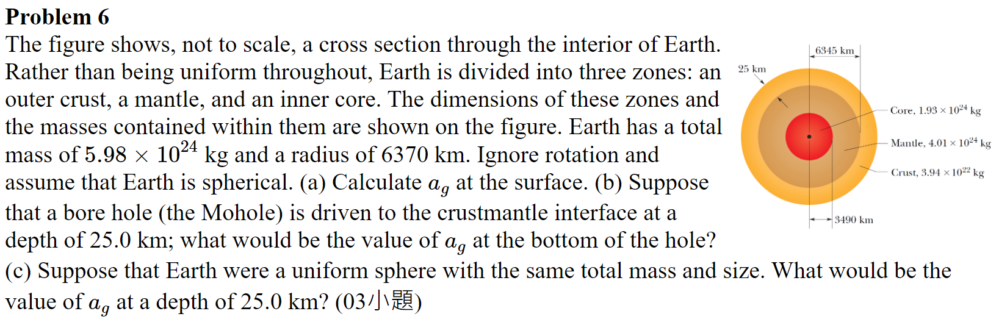 Problem 6
The figure shows, not to scale, a cross section through the interior of Earth.
Rather than being uniform throughout, Earth is divided into three zones: an
outer crust, a mantle, and an inner core. The dimensions of these zones and
the masses contained within them are shown on the figure. Earth has a total
mass of 5.98 × 10²⁴ kg and a radius of 6370 km. Ignore rotation and
assume that Earth is spherical. (a) Calculate a_g at the surface. (b) Suppose
that a bore hole (the Mohole) is driven to the crustmantle interface at a
depth of 25.0 km; what would be the value of a_g at the bottom of the hole?
(c) Suppose that Earth were a uniform sphere with the same total mass and size. What would be the
value of a_g at a depth of 25.0 km? (03小題)
6345 km
25 km
Core, 1.93 × 10²⁴ kg
Mantle, 4.01 × 10²⁴ kg
Crust, 3.94 × 10²² kg
3490 km